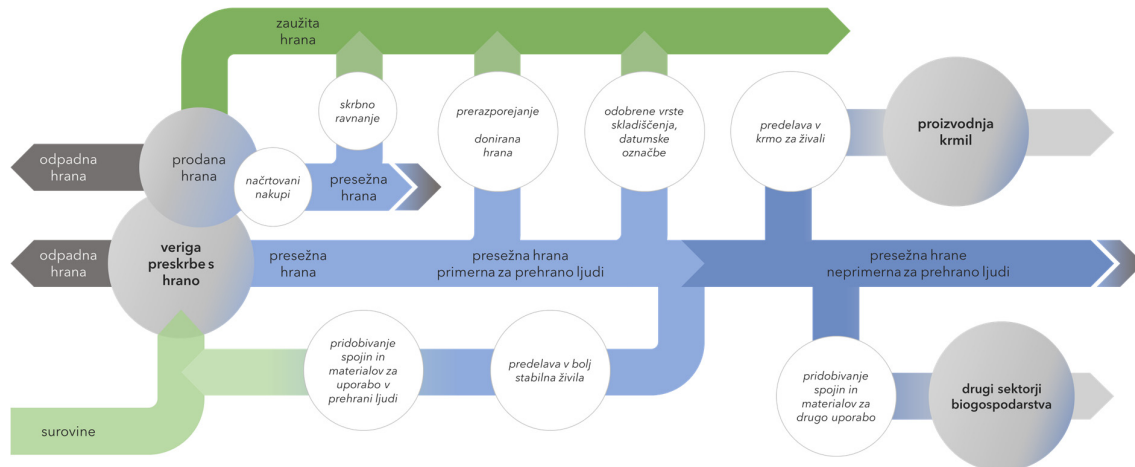 zaužita
hrana
skrbno
ravnanje
prerazporejanje
donirana
hrana
odobrene vrste
skladiščenja,
datumske
označbe
predelava v
krmo za živali
proizvodnja
krmil
odpadna
hrana
prodana
hrana
načrtovani
nakupi
presežna
hrana
odpadna
hrana
veriga
preskrbe s
hrano
presežna
hrana
presežna hrana
primerna za prehrano ljudi
presežna hrane
neprimerna za prehrano ljudi
pridobivanje
spojin in
materialov za
uporabo v
prehrani ljudi
predelava v bolj
stabilna živila
pridobivanje
spojin in
materialov za
drugo uporabo
drugi sektorji
biogospodarstva
surovine